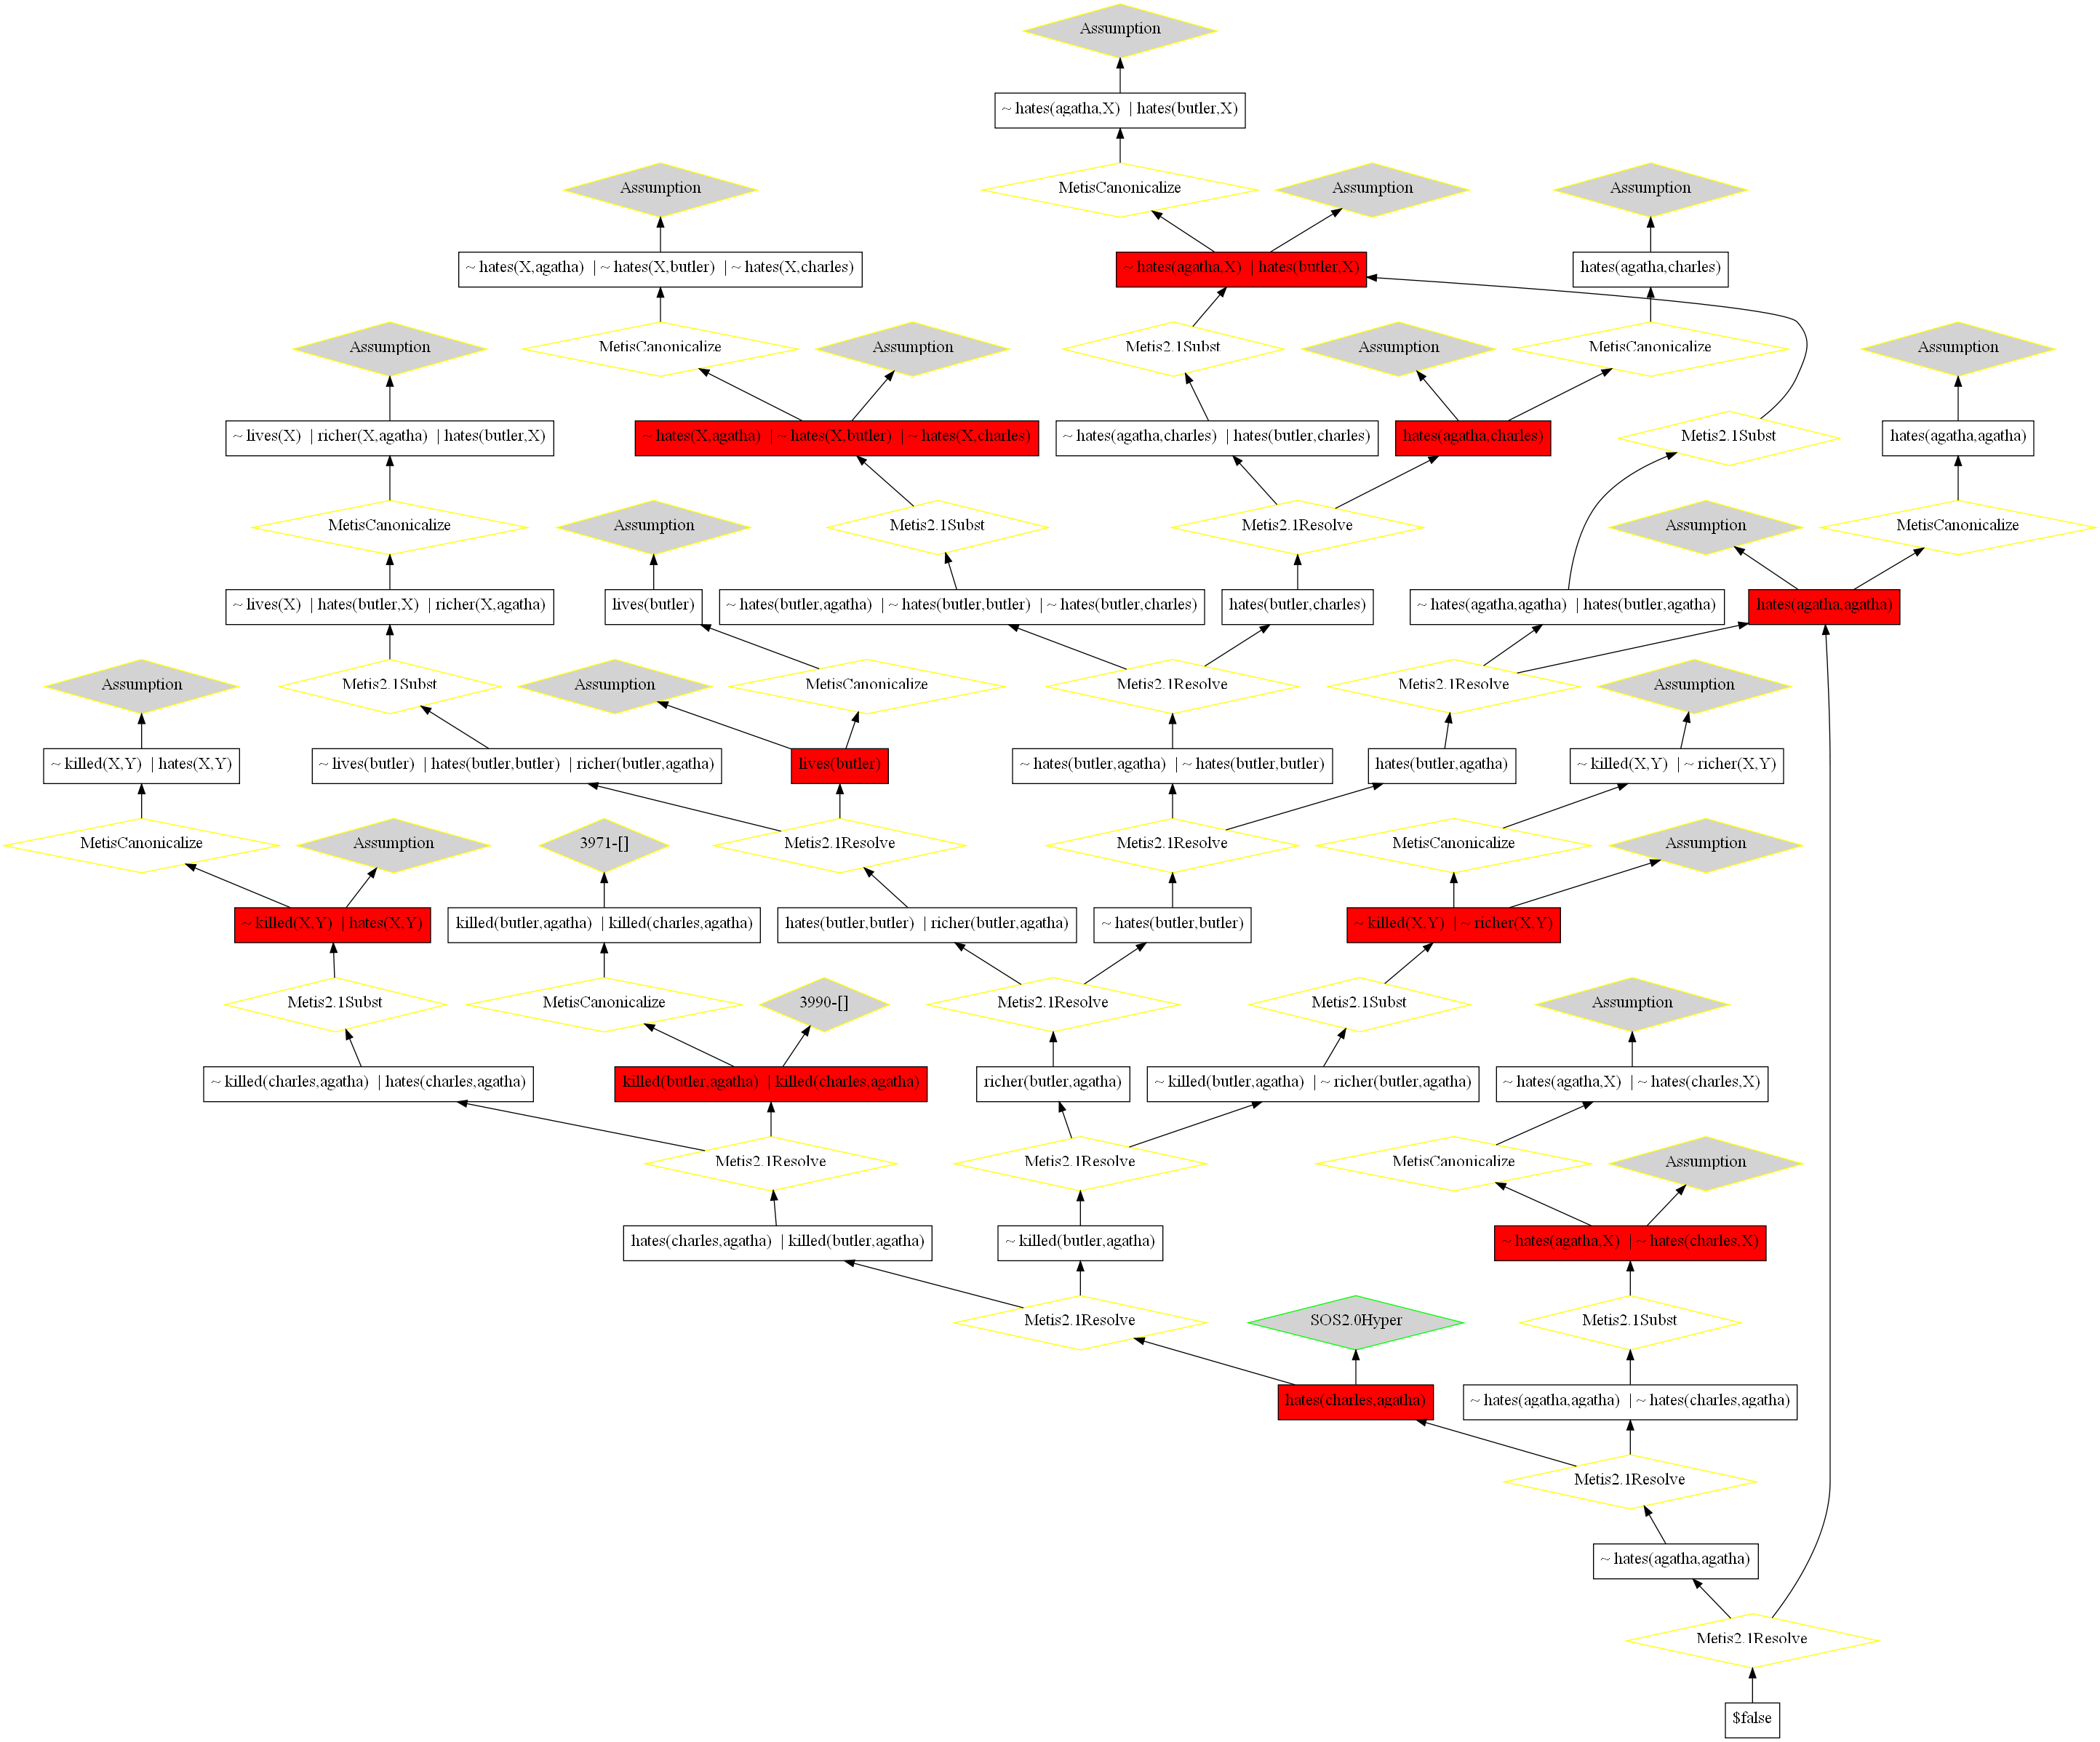 Assumption
~ hates(agatha,X) | hates(butler,X)
Assumption
MetisCanonicalize
Assumption
Assumption
~ hates(X,agatha) | ~ hates(X,butler) | ~ hates(X,charles)
~ hates(agatha,X) | hates(butler,X)
hates(agatha,charles)
Assumption
MetisCanonicalize
Assumption
Metis2.1Subst
Assumption
MetisCanonicalize
Assumption
~ lives(X) | richer(X,agatha) | hates(butler,X)
~ hates(X,agatha) | ~ hates(X,butler) | ~ hates(X,charles)
~ hates(agatha,charles) | hates(butler,charles)
hates(agatha,charles)
Metis2.1Subst
hates(agatha,agatha)
MetisCanonicalize
Assumption
Metis2.1Subst
Metis2.1Resolve
Assumption
MetisCanonicalize
~ lives(X) | hates(butler,X) | richer(X,agatha)
lives(butler)
~ hates(butler,agatha) | ~ hates(butler,butler) | ~ hates(butler,charles)
hates(butler,charles)
~ hates(agatha,agatha) | hates(butler,agatha)
hates(agatha,agatha)
Assumption
Metis2.1Subst
Assumption
MetisCanonicalize
Metis2.1Resolve
Metis2.1Resolve
Assumption
~ killed(X,Y) | hates(X,Y)
~ lives(butler) | hates(butler,butler) | richer(butler,agatha)
lives(butler)
~ hates(butler,agatha) | ~ hates(butler,butler)
hates(butler,agatha)
~ killed(X,Y) | ~ richer(X,Y)
MetisCanonicalize
Assumption
3971-[]
Metis2.1Resolve
Metis2.1Resolve
MetisCanonicalize
Assumption
~ killed(X,Y) | hates(X,Y)
killed(butler,agatha) | killed(charles,agatha)
hates(butler,butler) | richer(butler,agatha)
~ hates(butler,butler)
~ killed(X,Y) | ~ richer(X,Y)
Metis2.1Subst
MetisCanonicalize
3990-[]
Metis2.1Resolve
Metis2.1Subst
Assumption
~ killed(charles,agatha) | hates(charles,agatha)
killed(butler,agatha) | killed(charles,agatha)
richer(butler,agatha)
~ killed(butler,agatha) | ~ richer(butler,agatha)
~ hates(agatha,X) | ~ hates(charles,X)
Metis2.1Resolve
Metis2.1Resolve
MetisCanonicalize
Assumption
hates(charles,agatha) | killed(butler,agatha)
~ killed(butler,agatha)
~ hates(agatha,X) | ~ hates(charles,X)
Metis2.1Resolve
SOS2.0Hyper
Metis2.1Subst
hates(charles,agatha)
~ hates(agatha,agatha) | ~ hates(charles,agatha)
Metis2.1Resolve
~ hates(agatha,agatha)
Metis2.1Resolve
$false